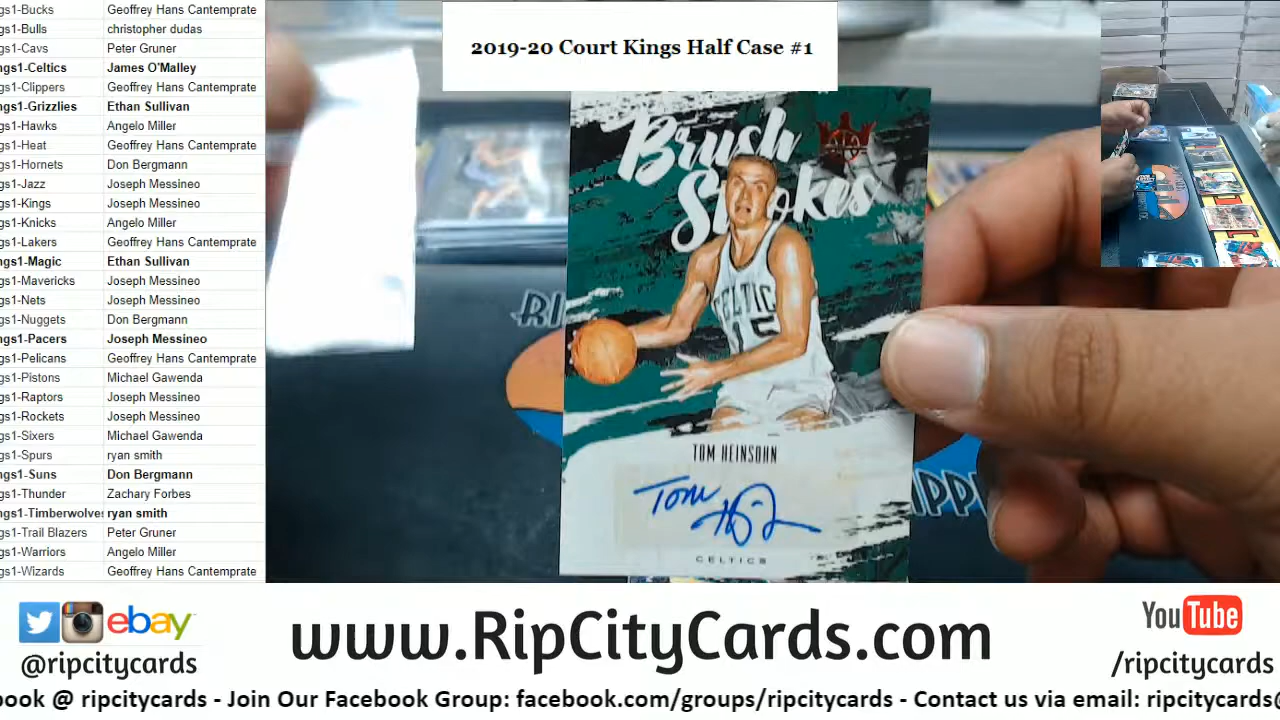 gs1-Bucks Geoffrey Hans Cantemprate
gs1-Bulls christopher dudas
gs1-Cavs Peter Gruner
ngs1-Celtics James O'Malley
gs1-Clippers Geoffrey Hans Cantemprate
ngs1-Grizzlies Ethan Sullivan
gs1-Hawks Angelo Miller
gs1-Heat Geoffrey Hans Cantemprate
gs1-Hornets Don Bergmann
gs1-Jazz Joseph Messineo
gs1-Kings Joseph Messineo
gs1-Knicks Angelo Miller
gs1-Lakers Geoffrey Hans Cantemprate
ngs1-Magic Ethan Sullivan
gs1-Mavericks Joseph Messineo
gs1-Nets Joseph Messineo
gs1-Nuggets Don Bergmann
ngs1-Pacers Joseph Messineo
gs1-Pelicans Geoffrey Hans Cantemprate
gs1-Pistons Michael Gawenda
gs1-Raptors Joseph Messineo
gs1-Rockets Joseph Messineo
gs1-Sixers Michael Gawenda
gs1-Spurs ryan smith
ngs1-Suns Don Bergmann
gs1-Thunder Zachary Forbes
ngs1-Timberwolves ryan smith
gs1-Trail Blazers Peter Gruner
gs1-Warriors Angelo Miller
gs1-Wizards Geoffrey Hans Cantemprate
2019-20 Court Kings Half Case #1
Brush
Strokes
CELTIC
15
TOM HEINSOHN
Tom
CELTICS
RI
IPPI
ebay
@ripcitycards
www.RipCityCards.com
YouTube
/ripcitycards
book @ ripcitycards - Join Our Facebook Group: facebook.com/groups/ripcitycards - Contact us via email: ripcitycards@